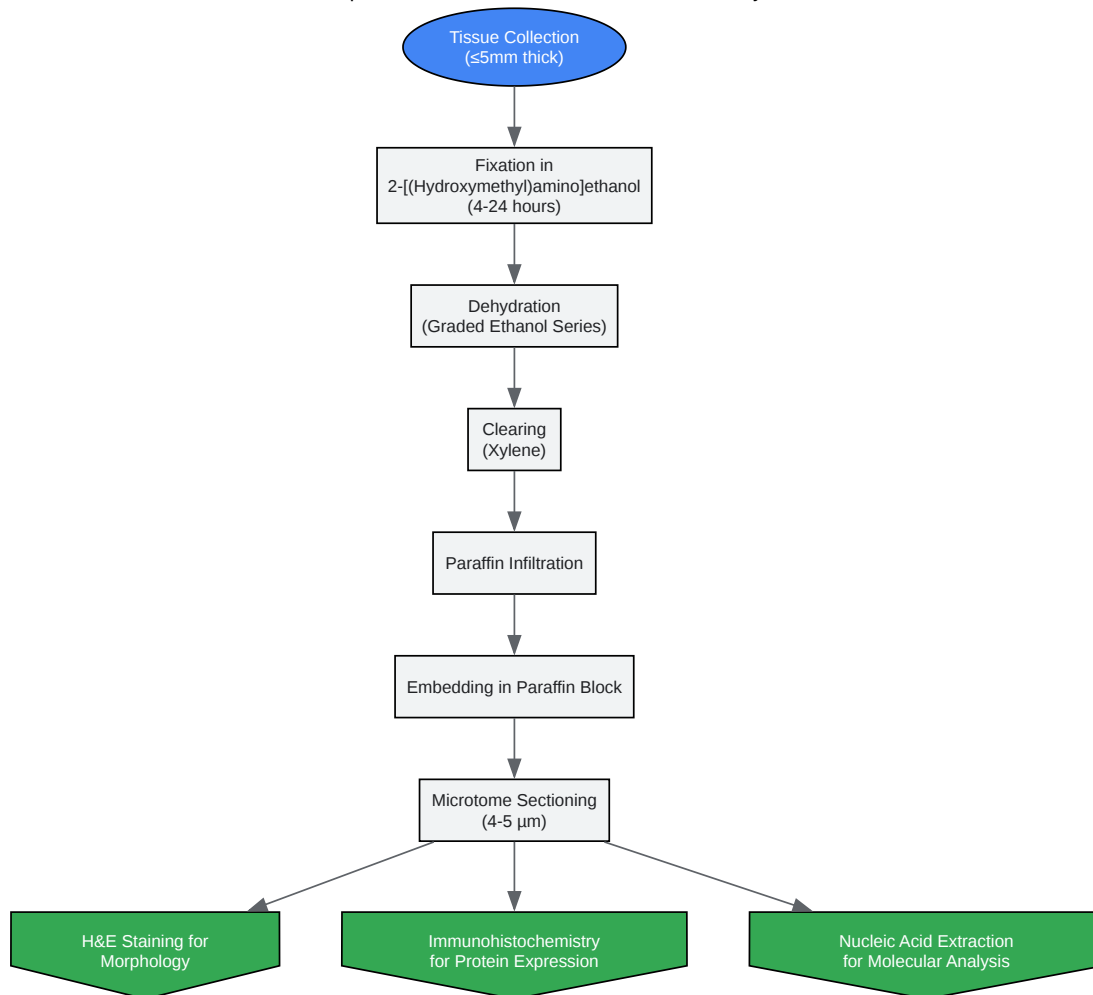 Tissue Collection
(≤5mm thick)
Fixation in
2-[(Hydroxymethyl)amino]ethanol
(4-24 hours)
Dehydration
(Graded Ethanol Series)
Clearing
(Xylene)
Paraffin Infiltration
Embedding in Paraffin Block
Microtome Sectioning
(4-5 µm)
H&E Staining for
Morphology
Immunohistochemistry
for Protein Expression
Nucleic Acid Extraction
for Molecular Analysis